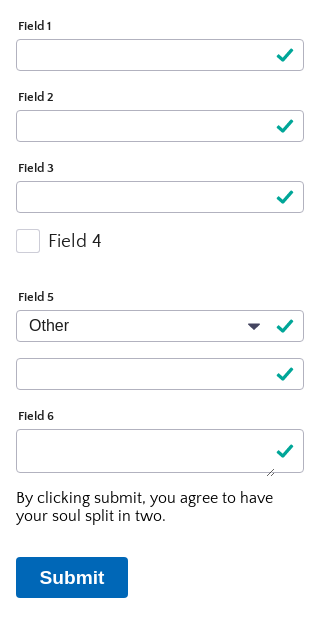 Field 1
Field 2
Field 3
Field 4
Field 5
Other
Field 6
By clicking submit, you agree to have
your soul split in two.
Submit